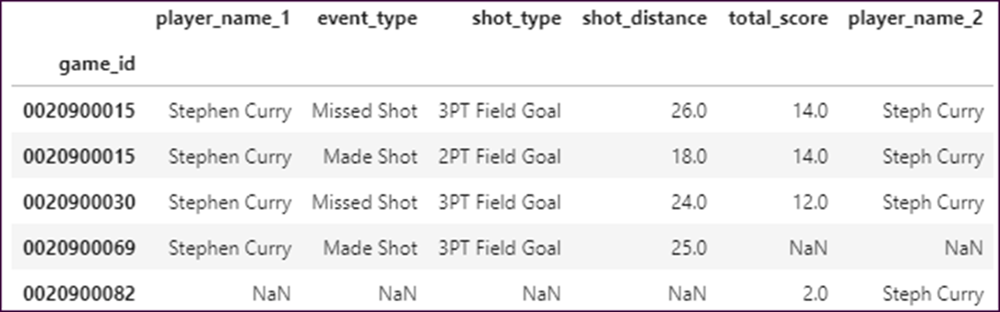 player_name_1 event_type shot_type shot_distance total_score player_name_2
game_id
0020900015 Stephen Curry Missed Shot 3PT Field Goal 26.0 14.0 Steph Curry
0020900015 Stephen Curry Made Shot 2PT Field Goal 18.0 14.0 Steph Curry
0020900030 Stephen Curry Missed Shot 3PT Field Goal 24.0 12.0 Steph Curry
0020900069 Stephen Curry Made Shot 3PT Field Goal 25.0 NaN NaN
0020900082 NaN NaN NaN NaN 2.0 Steph Curry